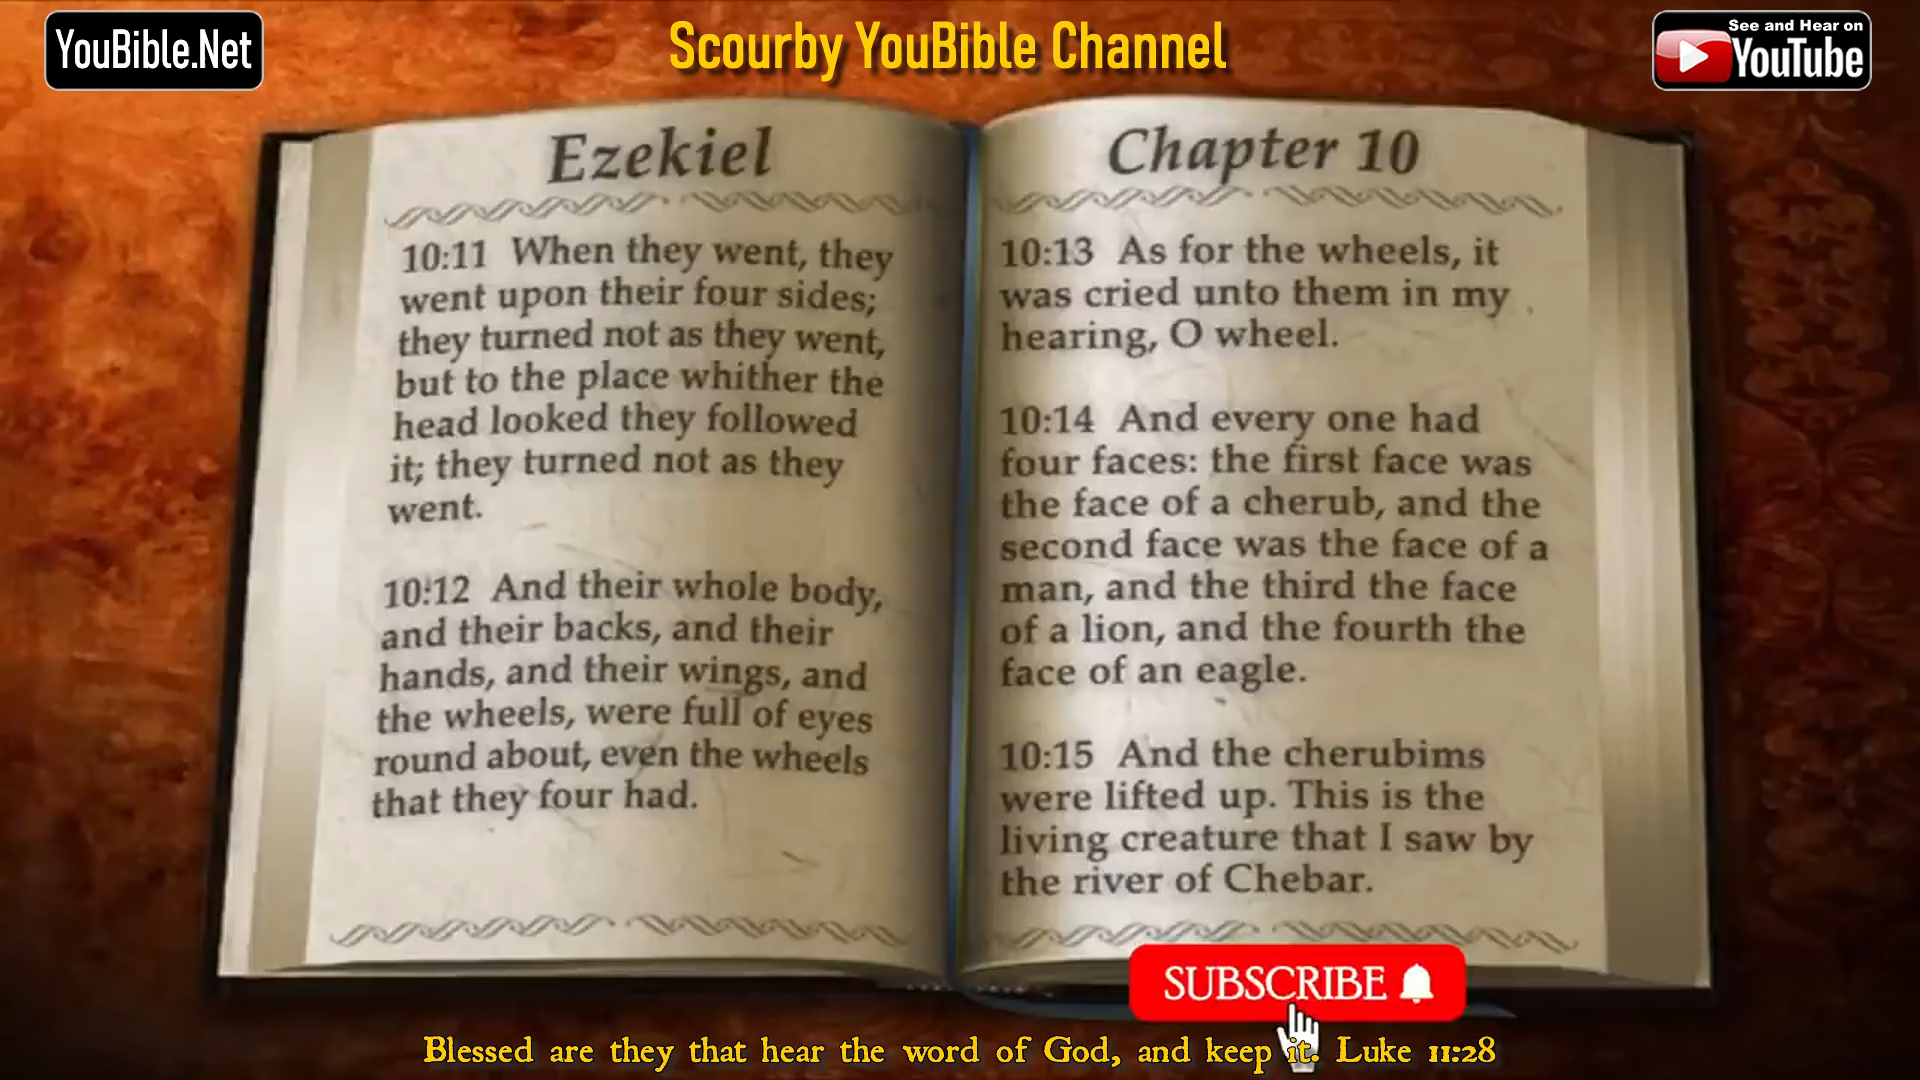 YouBible.Net
Scourby YouBible Channel
See and Hear on
YouTube
Ezekiel
10:11 When they went, they
went upon their four sides;
they turned not as they went,
but to the place whither the
head looked they followed
it; they turned not as they
went.
10:12 And their whole body,
and their backs, and their
hands, and their wings, and
the wheels, were full of eyes
round about, even the wheels
that they four had.
Chapter 10
10:13 As for the wheels, it
was cried unto them in my
hearing, O wheel.
10:14 And every one had
four faces: the first face was
the face of a cherub, and the
second face was the face of a
man, and the third the face
of a lion, and the fourth the
face of an eagle.
10:15 And the cherubims
were lifted up. This is the
living creature that I saw by
the river of Chebar.
SUBSCRIBE
Blessed are they that hear the word of God, and keep it. Luke 11:28